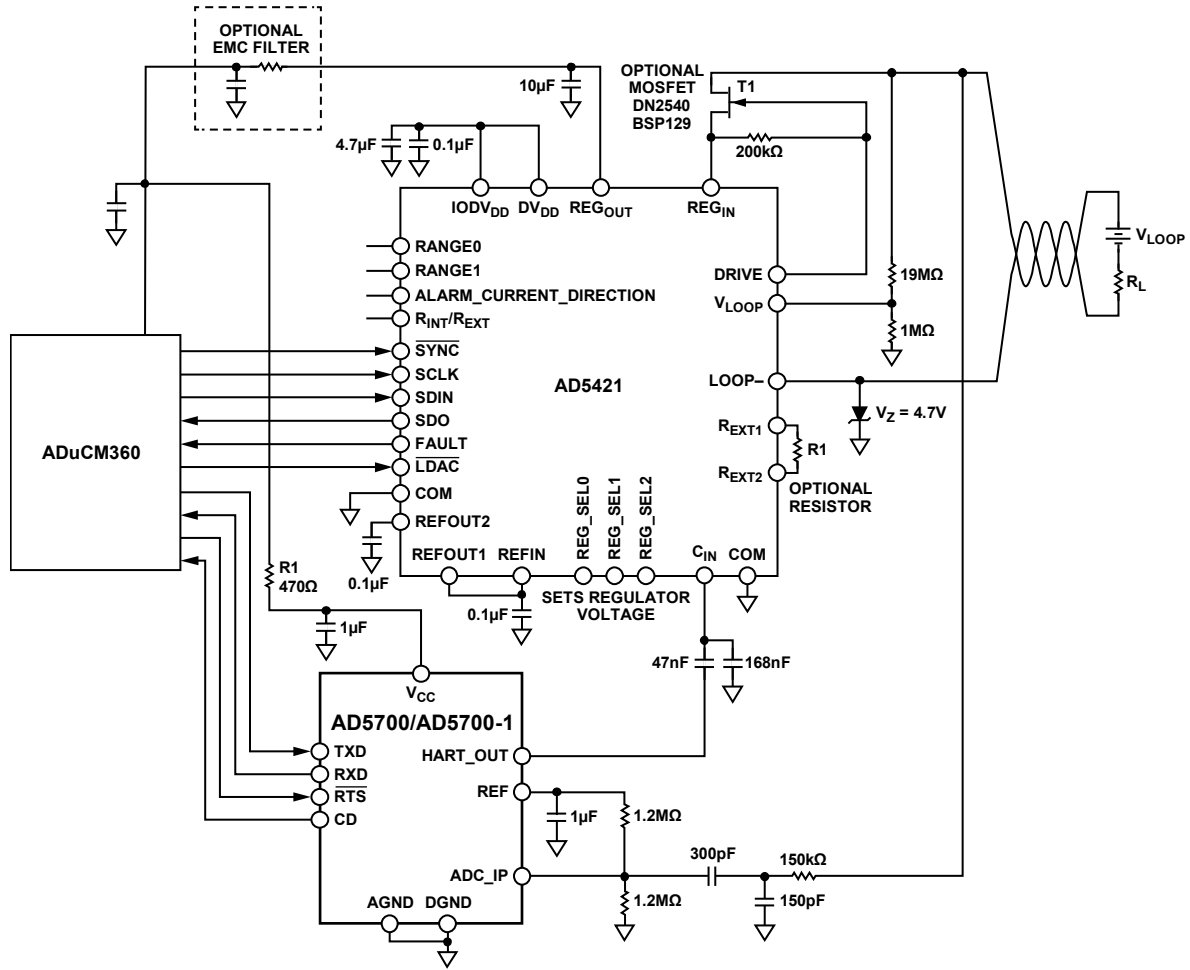 OPTIONAL
EMC FILTER
10µF
OPTIONAL
MOSFET
DN2540
BSP129
T1
200kΩ
4.7µF
0.1µF
IODVDD
DVDD
REGOUT
REGIN
RANGE0
RANGE1
ALARM_CURRENT_DIRECTION
RINT/REXT
SYNC
SCLK
SDIN
SDO
FAULT
LDAC
COM
REFOUT2
AD5421
DRIVE
VLOOP
LOOP–
REXT1
REXT2
R1
OPTIONAL
RESISTOR
19MΩ
1MΩ
VZ = 4.7V
VLOOP
RL
ADuCM360
0.1µF
REFOUT1
REFIN
REG_SEL0
REG_SEL1
REG_SEL2
CIN
COM
SETS REGULATOR
VOLTAGE
0.1µF
R1
470Ω
1µF
47nF
168nF
VCC
AD5700/AD5700-1
TXD
RXD
RTS
CD
HART_OUT
REF
ADC_IP
AGND
DGND
1µF
1.2MΩ
1.2MΩ
300pF
150kΩ
150pF